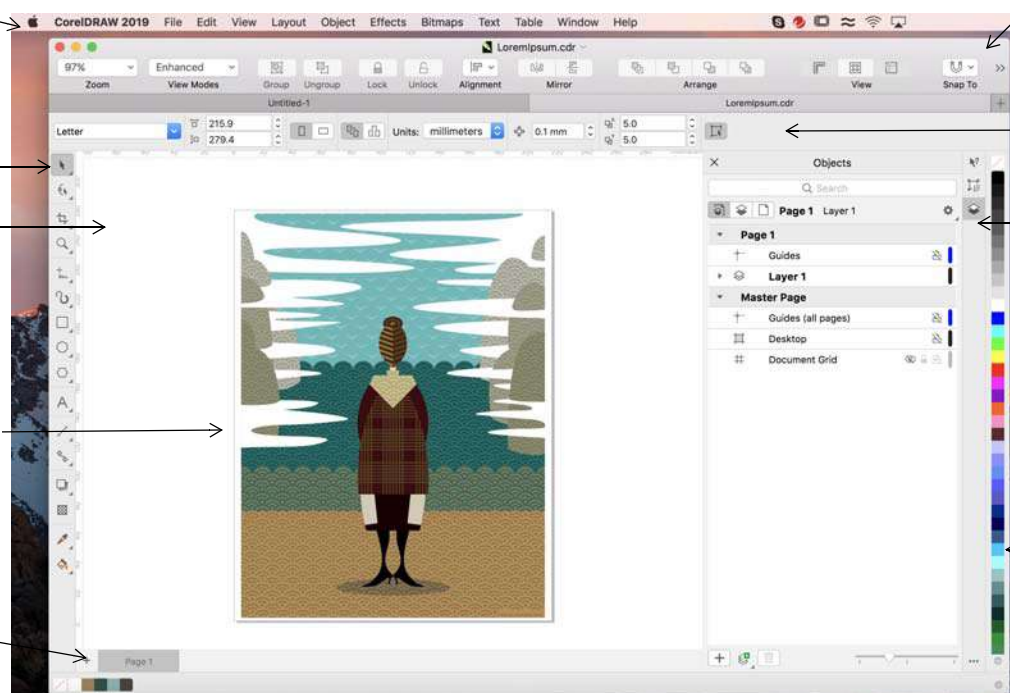 CorelDRAW 2019 File Edit View Layout Object Effects Bitmaps Text Table Window Help
LoremIpsum.cdr
97% Enhanced
Zoom View Modes Group Ungroup Lock Unlock Alignment Mirror Arrange View Snap To
Untitled-1 LoremIpsum.cdr
Letter 215.9 279.4 Units: millimeters 0.1 mm 5.0 5.0
Objects
Search
Page 1 Layer 1
Page 1
Guides
Layer 1
Master Page
Guides (all pages)
Desktop
Document Grid
Page 1